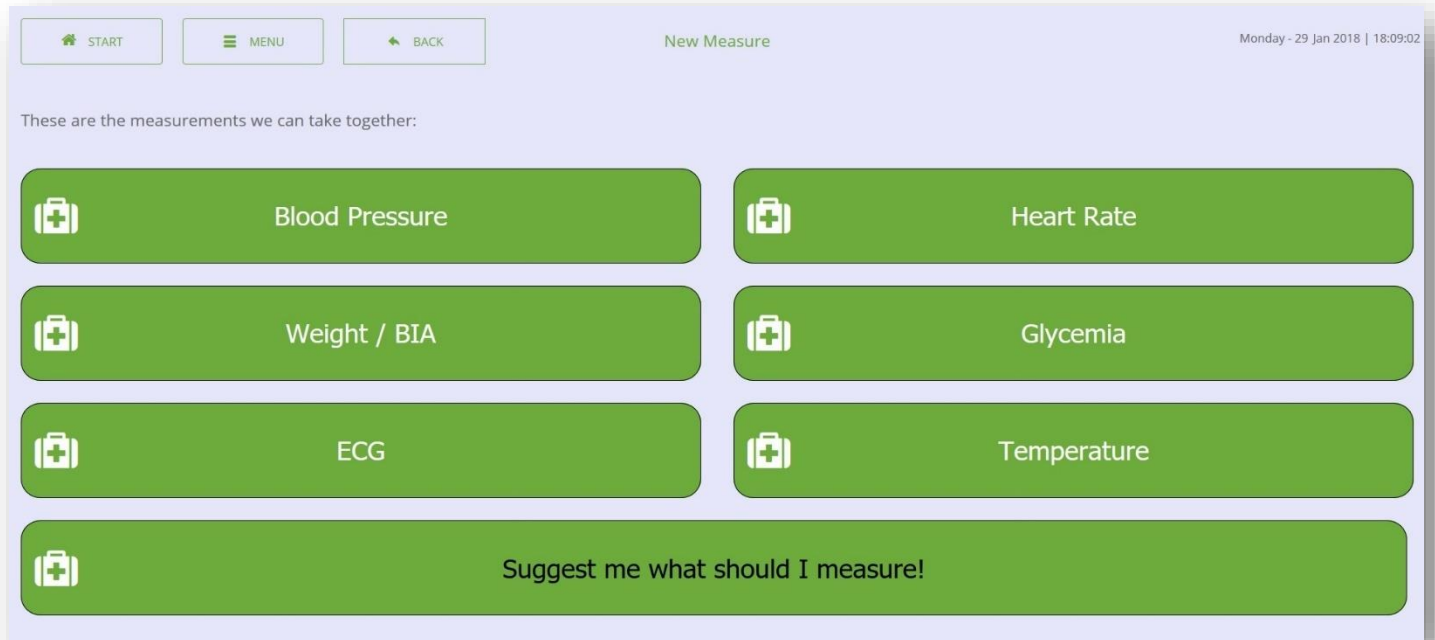 START MENU BACK New Measure Monday - 29 Jan 2018 | 18:09:02
These are the measurements we can take together:
Blood Pressure Heart Rate
Weight / BIA Glycemia
ECG Temperature
Suggest me what should I measure!